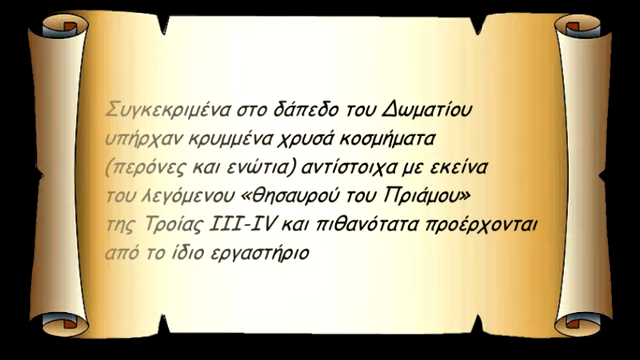 Συγκεκριμένα στο δάπεδο του Δωματίου
υπήρχαν κρυμμένα χρυσά κοσμήματα
(περόνες και ενώτια) αντίστοιχα με εκείνα
του λεγόμενου «θησαυρού του Πριάμου»
της Τροίας III-IV και πιθανότατα προέρχονται
από το ίδιο εργαστήριο